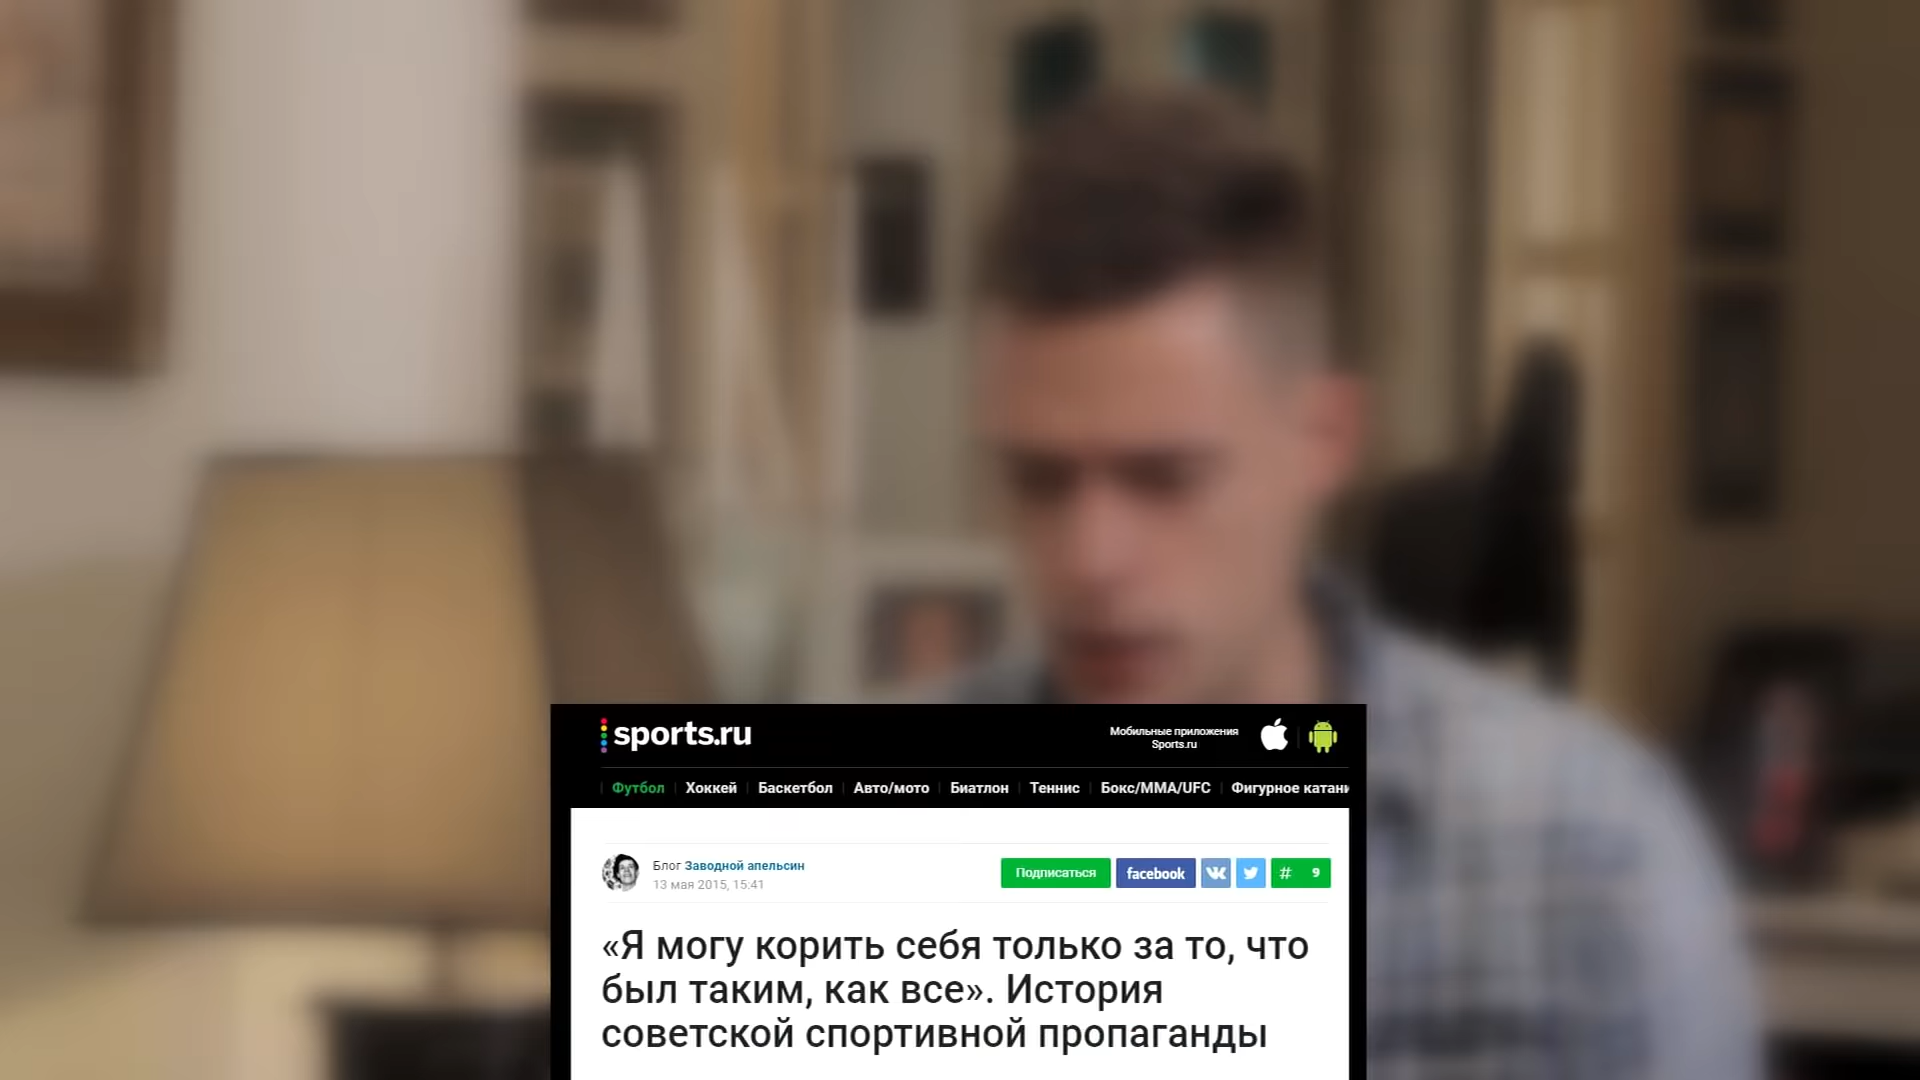 sports.ru
Мобильные приложения
Sports.ru
Футбол Хоккей Баскетбол Авто/мото Биатлон Теннис Бокс/MMA/UFC Фигурное катани
Блог Заводной апельсин
13 мая 2015, 15:41
Подписаться facebook # 9
«Я могу корить себя только за то, что
был таким, как все». История
советской спортивной пропаганды